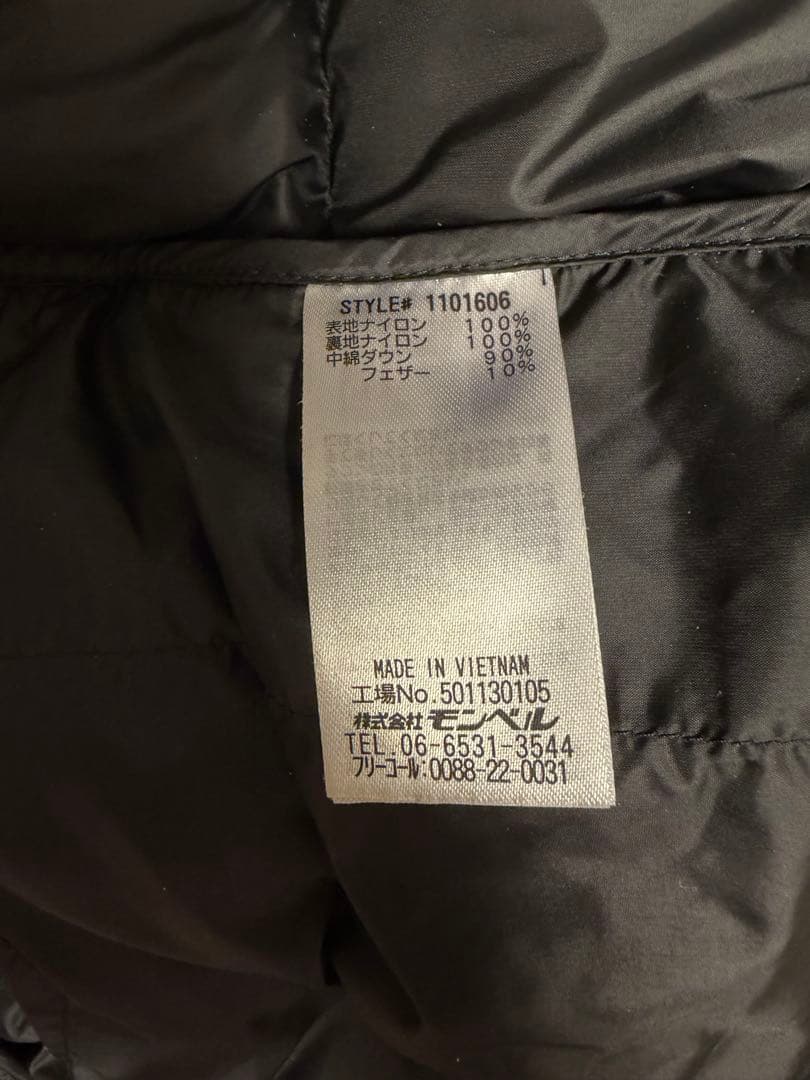 STYLE# 1101606
表地ナイロン 100%
裏地ナイロン 100%
中綿ダウン 90%
フェザー 10%
MADE IN VIETNAM
工場No.501130105
株式会社 モンベル
TEL.06-6531-3544
フリーコール:0088-22-0031